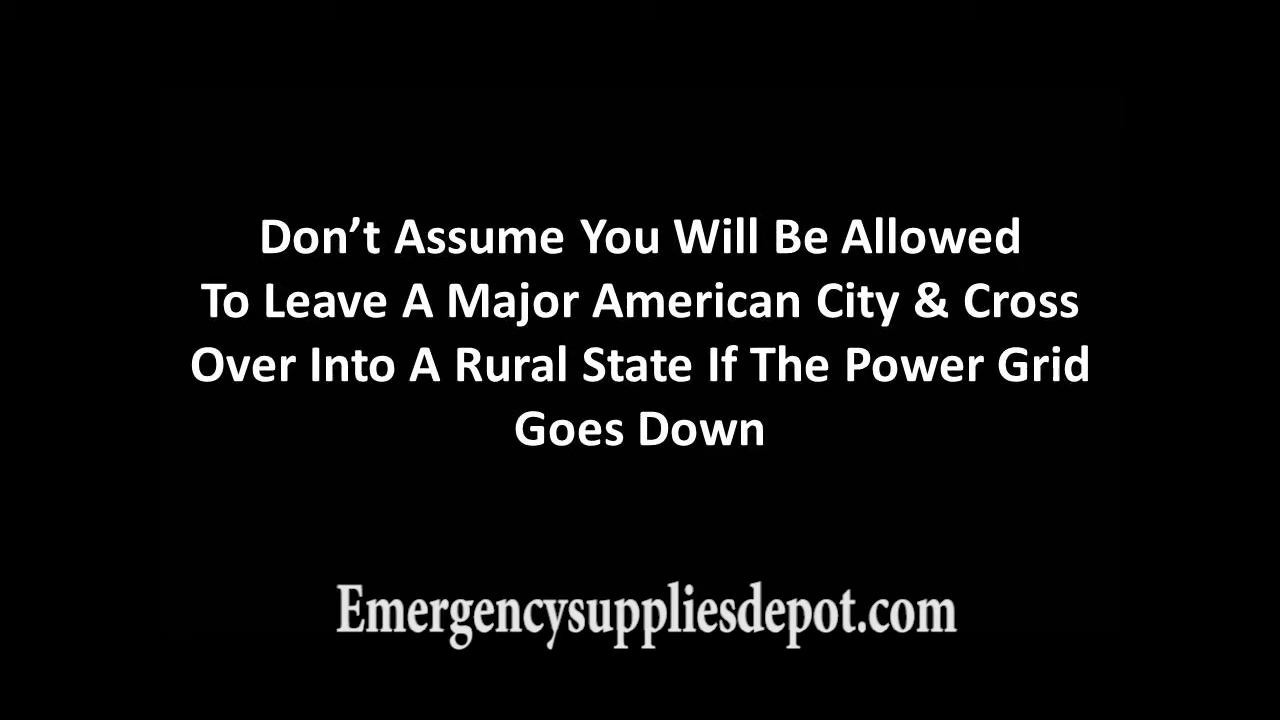 Don’t Assume You Will Be Allowed
To Leave A Major American City & Cross
Over Into A Rural State If The Power Grid
Goes Down
Emergencysuppliesdepot.com